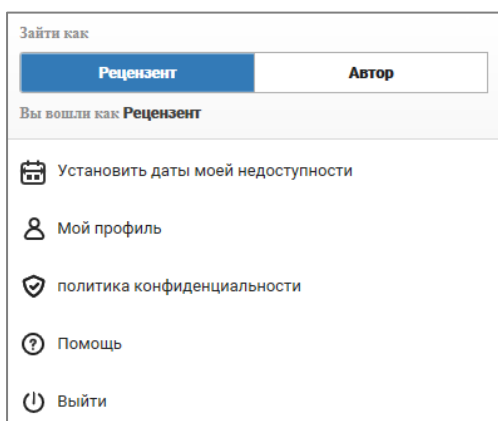 Зайти как
Рецензент Автор
Вы вошли как Рецензент
Установить даты моей недоступности
Мой профиль
политика конфиденциальности
Помощь
Выйти